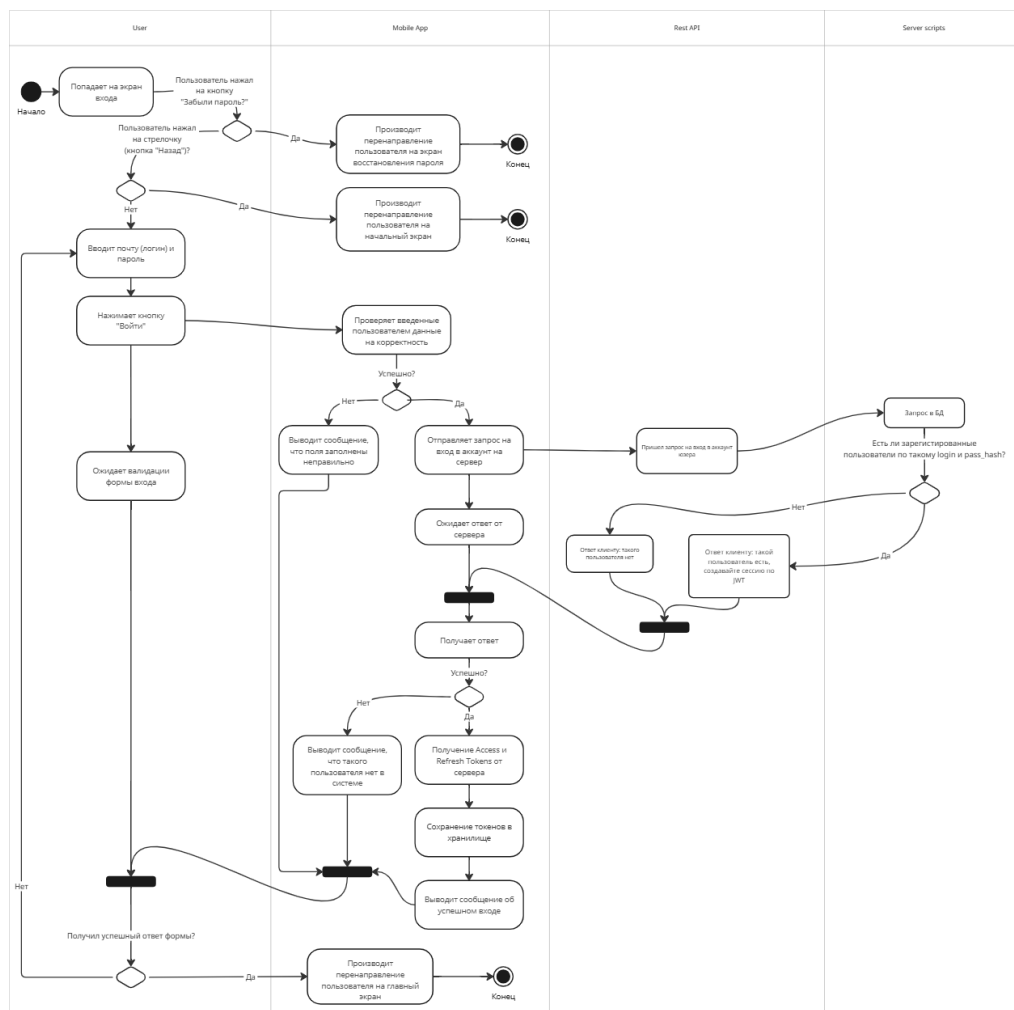 User
Mobile App
Rest API
Server scripts
Начало
Попадает на экран
входа
Пользователь нажал
на кнопку
"Забыли пароль?"
Пользователь нажал
на стрелочку
(кнопка "Назад")?
Да
Производит
перенаправление
пользователя на экран
восстановления пароля
Конец
Нет
Да
Производит
перенаправление
пользователя на
начальный экран
Конец
Вводит почту (логин) и
пароль
Нажимает кнопку
"Войти"
Проверяет введенные
пользователем данные
на корректность
Успешно?
Нет
Да
Выводит сообщение,
что поля заполнены
неправильно
Отправляет запрос на
вход в аккаунт на
сервер
Пришел запрос на вход в аккаунт
юзера
Запрос в БД
Есть ли зарегистированные
пользователи по такому login и pass_hash?
Ожидает валидации
формы входа
Ожидает ответ от
сервера
Нет
Да
Ответ клиенту: такого
пользователя нет
Ответ клиенту: такой
пользователь есть,
создавайте сессию по
JWT
Получает ответ
Успешно?
Нет
Да
Выводит сообщение,
что такого
пользователя нет в
системе
Получение Access и
Refresh Tokens от
сервера
Сохранение токенов в
хранилище
Выводит сообщение об
успешном входе
Нет
Получил успешный ответ формы?
Да
Производит
перенаправление
пользователя на главный
экран
Конец